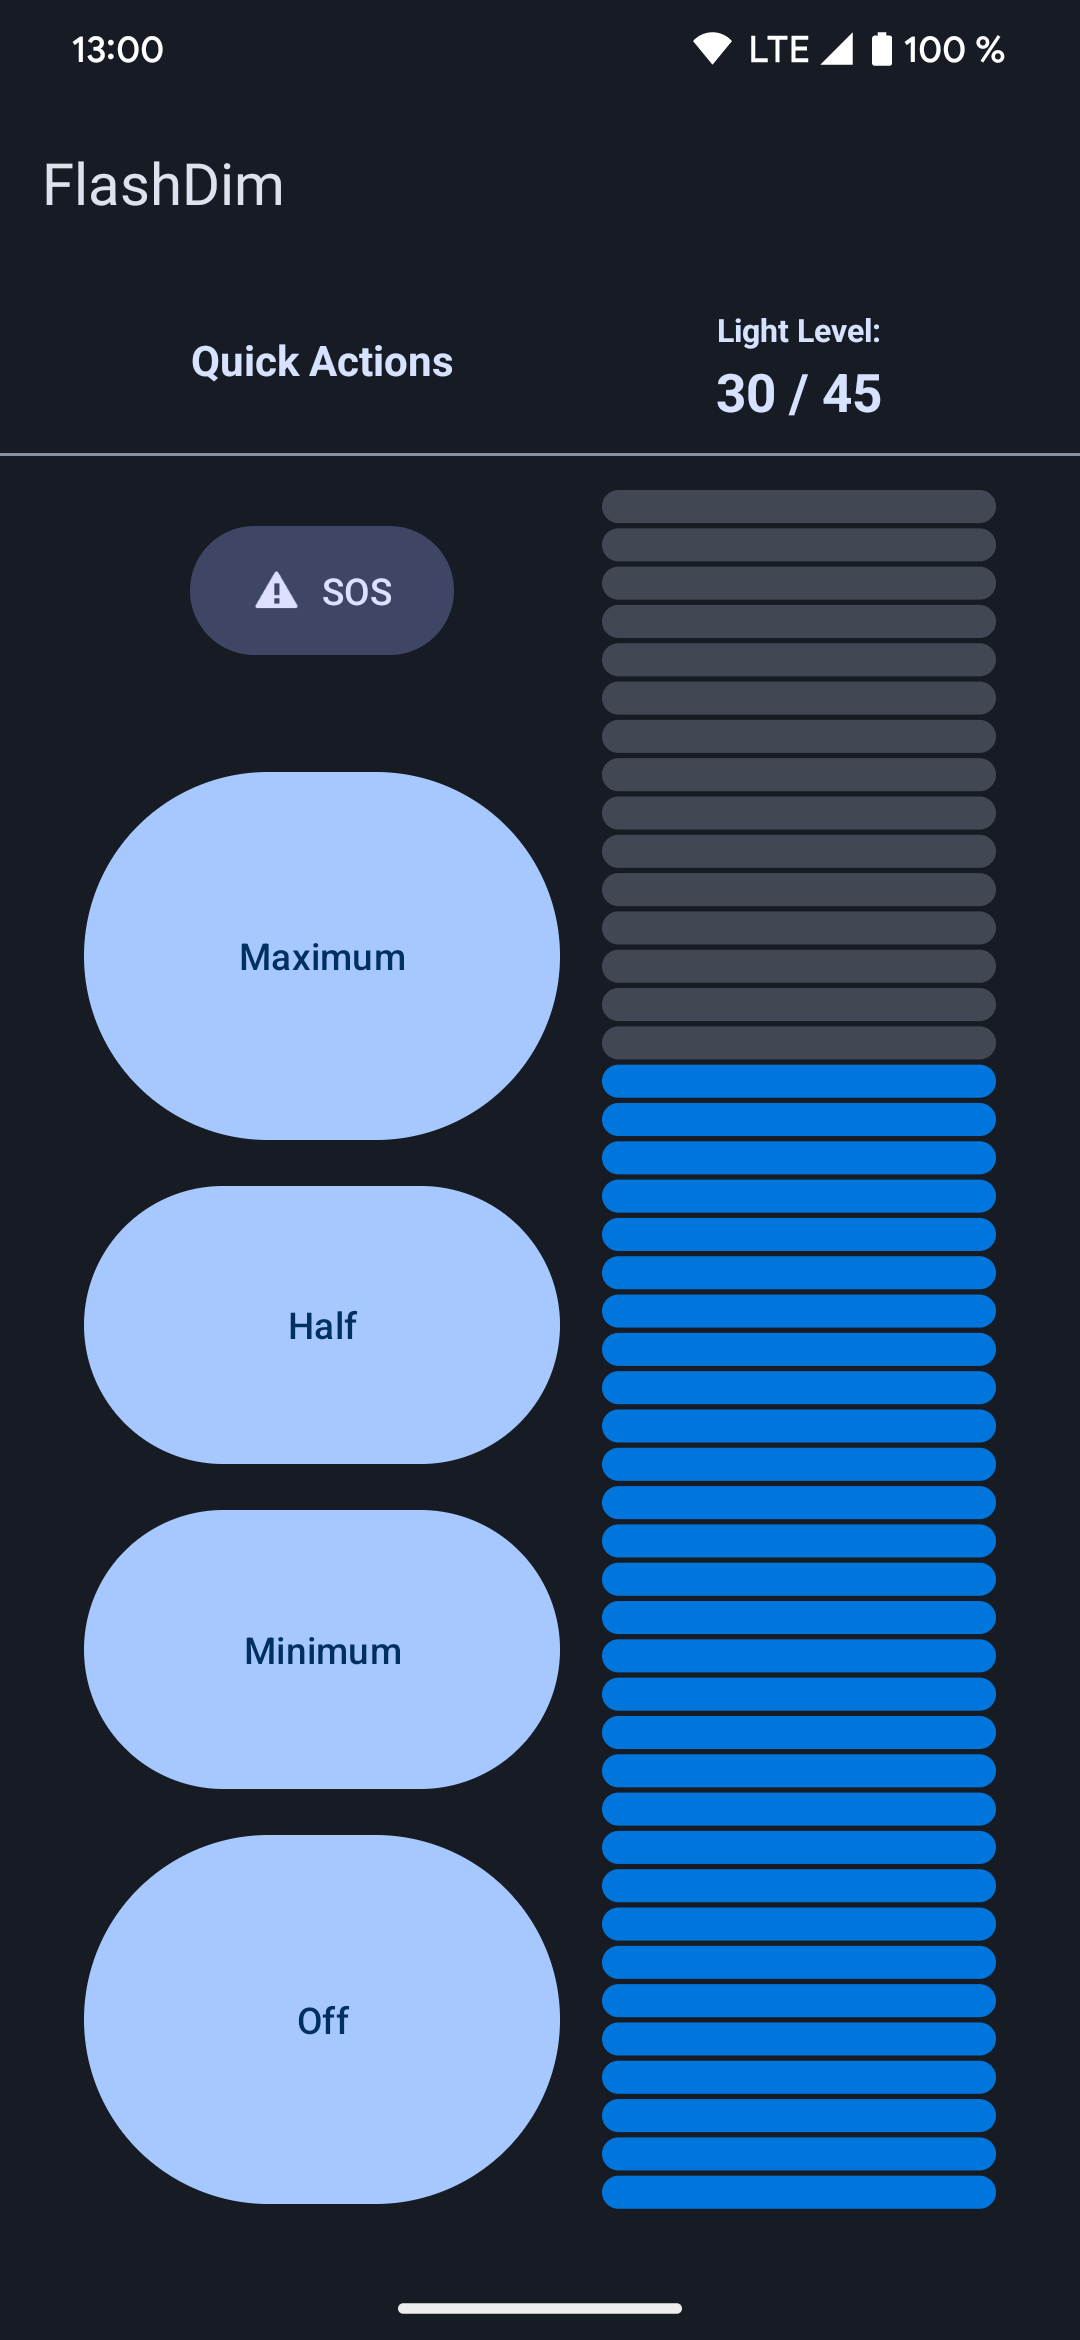 13:00
LTE
100 %
FlashDim
Quick Actions
Light Level:
30 / 45
SOS
Maximum
Half
Minimum
Off